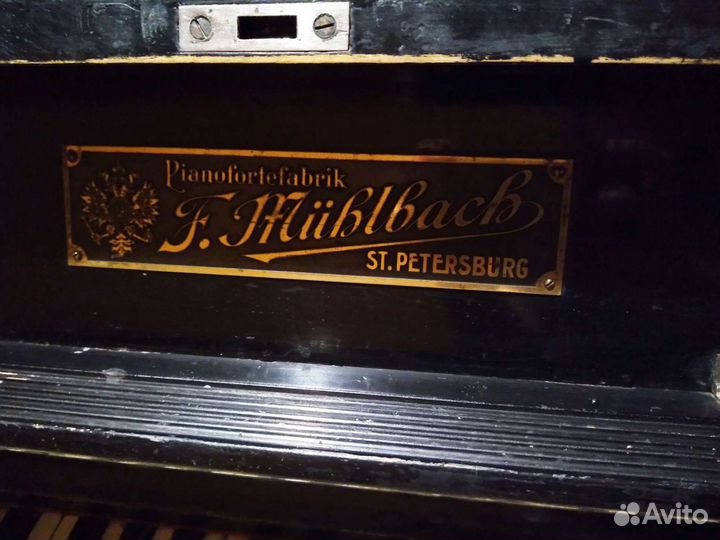 Pianofortefabrik
F. Mühlbach
ST. PETERSBURG
Avito